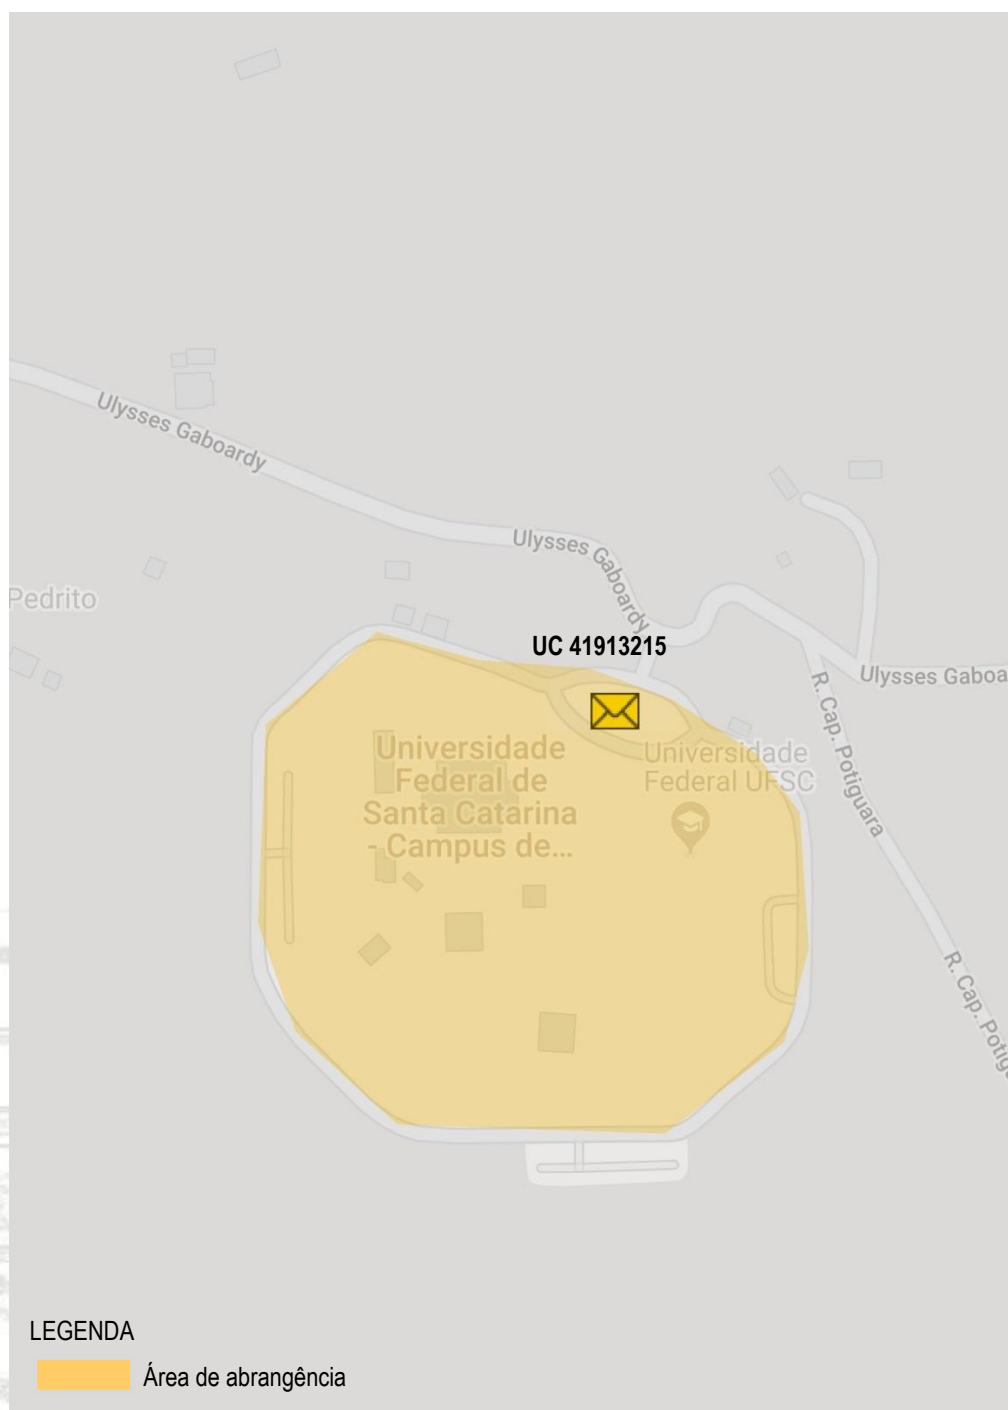 Ulysses Gaboardy
Ulysses Gaboardy
Pedrito
UC 41913215
Ulysses Gaboa
R. Cap. Potiguara
Universidade
Federal de
Santa Catarina
- Campus de...
Universidade
Federal UFSC
R. Cap. Potigu
LEGENDA
Área de abrangência